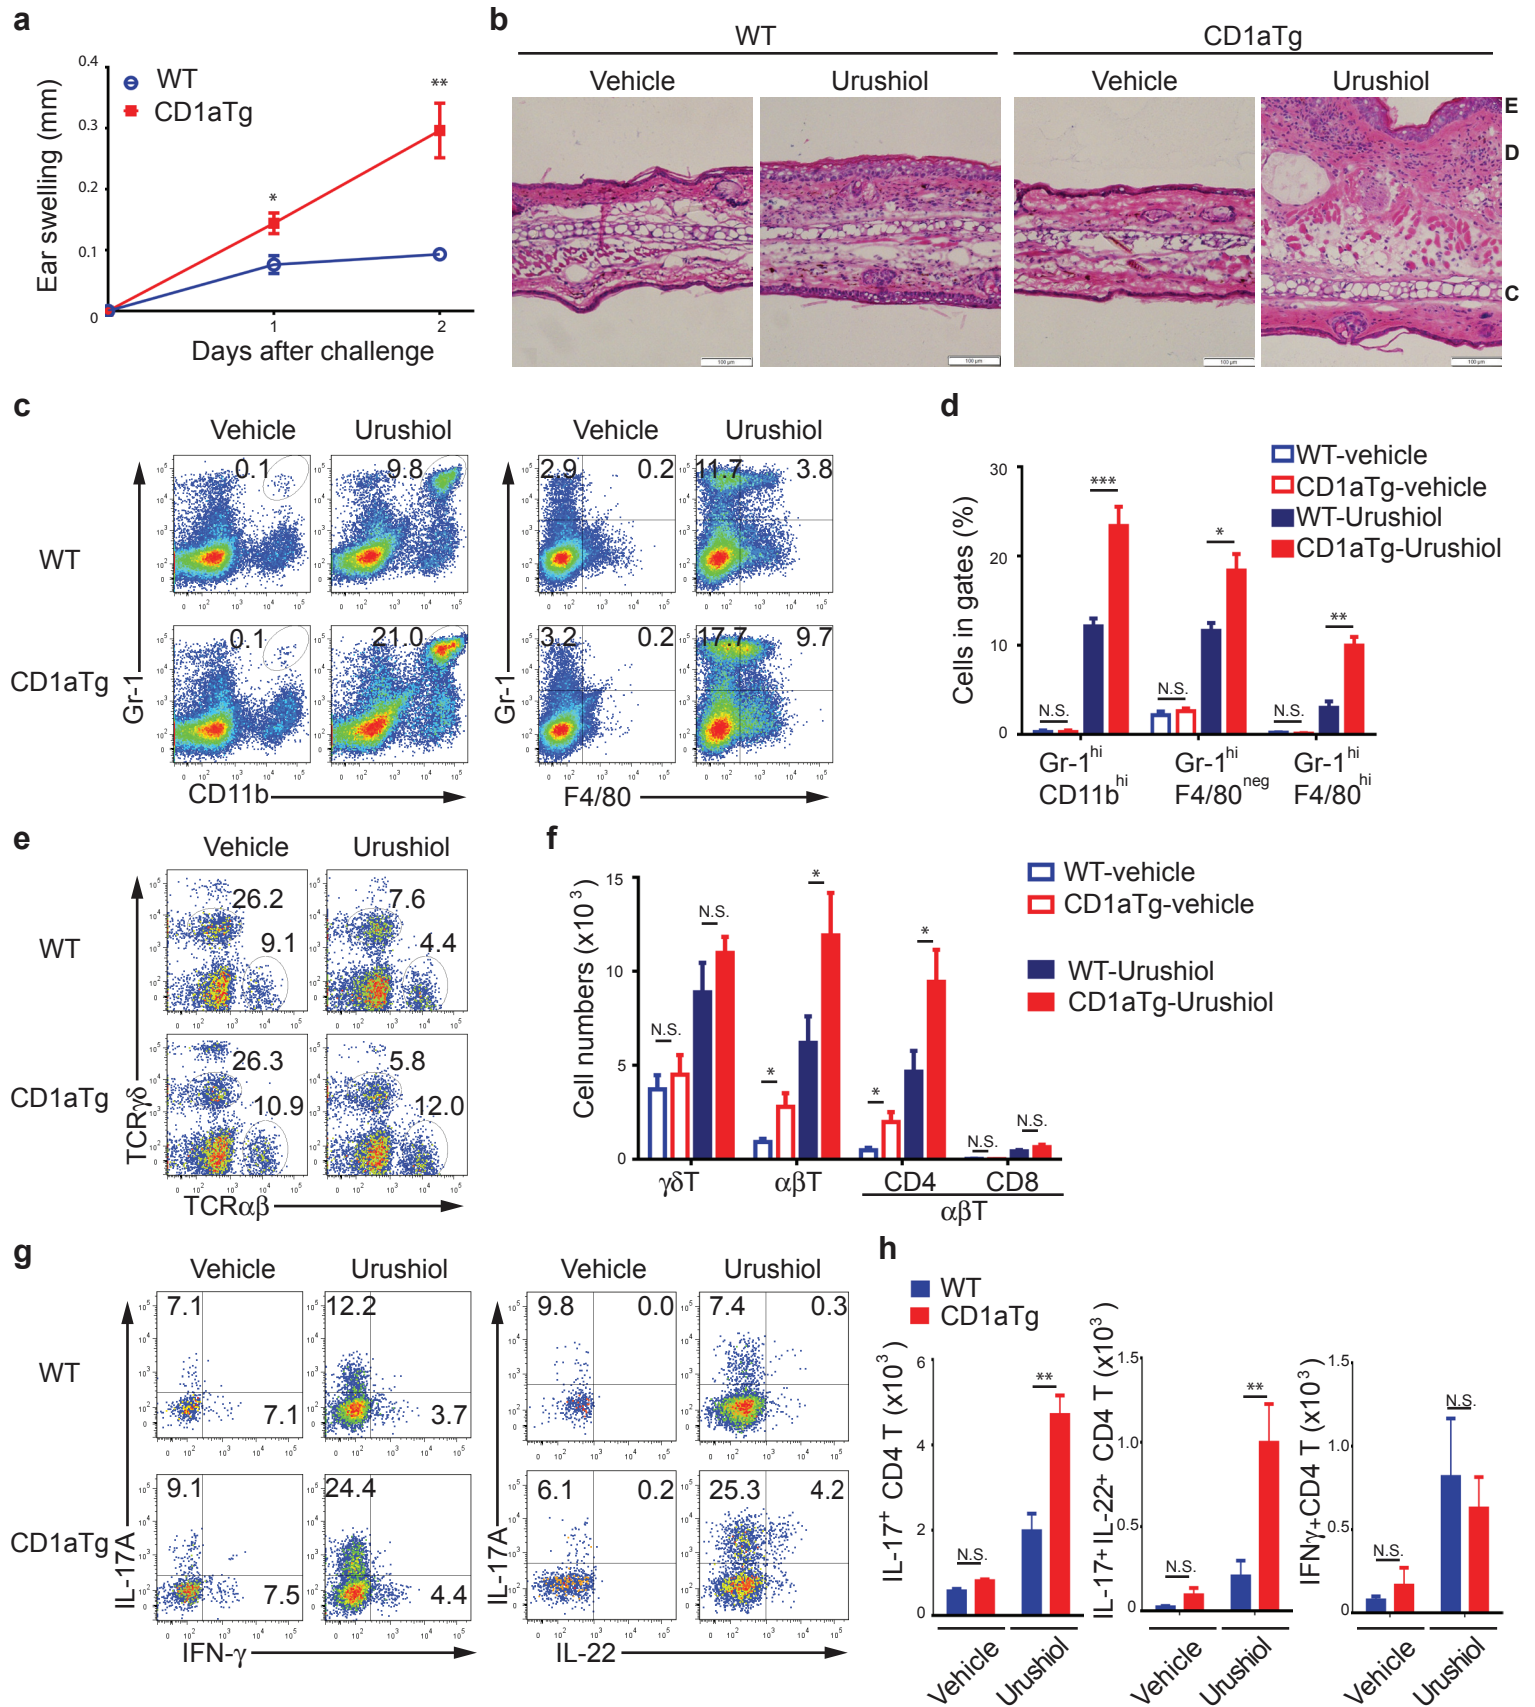 a
0.4
0.3
0.2
0.1
0
WT
CD1aTg
*
**
1
2
Ear swelling (mm)
Days after challenge
b
WT
CD1aTg
Vehicle
Urushiol
Vehicle
Urushiol
E
D
C
100 µm
100 µm
100 µm
100 µm
c
Vehicle
Urushiol
Vehicle
Urushiol
WT
0.1
9.8
2.9
0.2
11.7
3.8
CD1aTg
0.1
21.0
3.2
0.2
17.7
9.7
Gr-1
Gr-1
CD11b
F4/80
d
WT-vehicle
CD1aTg-vehicle
WT-Urushiol
CD1aTg-Urushiol
Cells in gates (%)
30
20
10
0
N.S.
***
N.S.
*
N.S.
**
Gr-1hi
CD11bhi
Gr-1hi
F4/80neg
Gr-1hi
F4/80hi
e
Vehicle
Urushiol
WT
26.2
9.1
7.6
4.4
CD1aTg
26.3
10.9
5.8
12.0
TCRγδ
TCRαβ
f
WT-vehicle
CD1aTg-vehicle
WT-Urushiol
CD1aTg-Urushiol
Cell numbers (x10³)
15
10
5
0
N.S.
N.S.
*
*
*
*
N.S.
N.S.
γδT
αβT
CD4
CD8
αβT
g
Vehicle
Urushiol
Vehicle
Urushiol
WT
7.1
7.1
12.2
3.7
9.8
0.0
7.4
0.3
CD1aTg
9.1
7.5
24.4
4.4
6.1
0.2
25.3
4.2
IL-17A
IL-17A
IFN-γ
IL-22
h
WT
CD1aTg
IL-17⁺ CD4 T (x10³)
6
4
2
0
N.S.
**
Vehicle
Urushiol
IL-17+IL-22+ CD4 T (x10³)
1.5
1.0
0.5
0
N.S.
**
Vehicle
Urushiol
IFNγ+CD4 T (x10³)
1.5
1.0
0.5
0
N.S.
N.S.
Vehicle
Urushiol